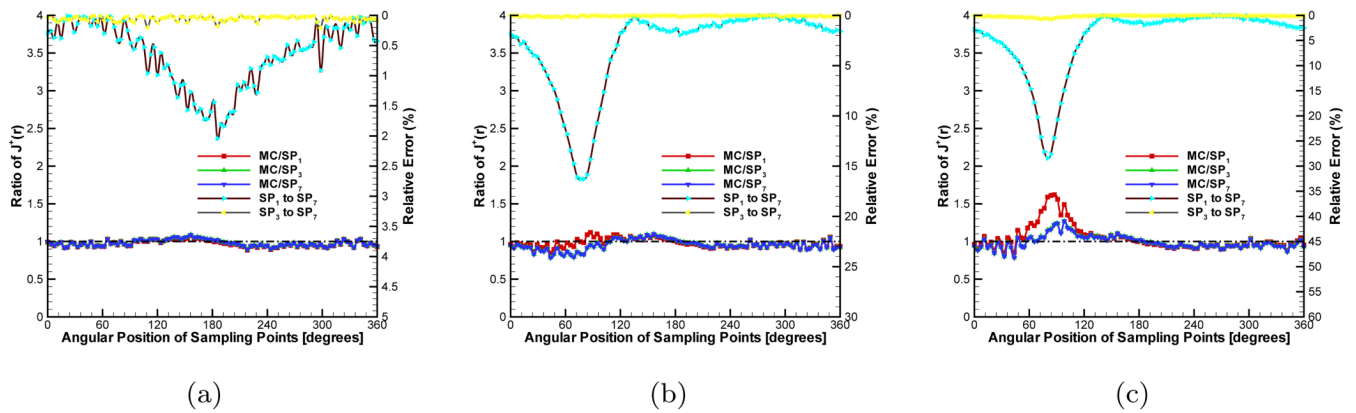 4
3.5
3
2.5
2
1.5
1
0.5
0
0
60
120
180
240
300
360
0
0.5
1
1.5
2
2.5
3
3.5
4
4.5
5
Ratio of J⁺(r)
Relative Error (%)
Angular Position of Sampling Points [degrees]
MC/SP₁
MC/SP₃
MC/SP₇
SP₁ to SP₇
SP₃ to SP₇
(a)
4
3.5
3
2.5
2
1.5
1
0.5
0
0
60
120
180
240
300
360
0
5
10
15
20
25
30
Ratio of J⁺(r)
Relative Error (%)
Angular Position of Sampling Points [degrees]
MC/SP₁
MC/SP₃
MC/SP₇
SP₁ to SP₇
SP₃ to SP₇
(b)
4
3.5
3
2.5
2
1.5
1
0.5
0
0
60
120
180
240
300
360
0
5
10
15
20
25
30
35
40
45
50
55
60
Ratio of J⁺(r)
Relative Error (%)
Angular Position of Sampling Points [degrees]
MC/SP₁
MC/SP₃
MC/SP₇
SP₁ to SP₇
SP₃ to SP₇
(c)